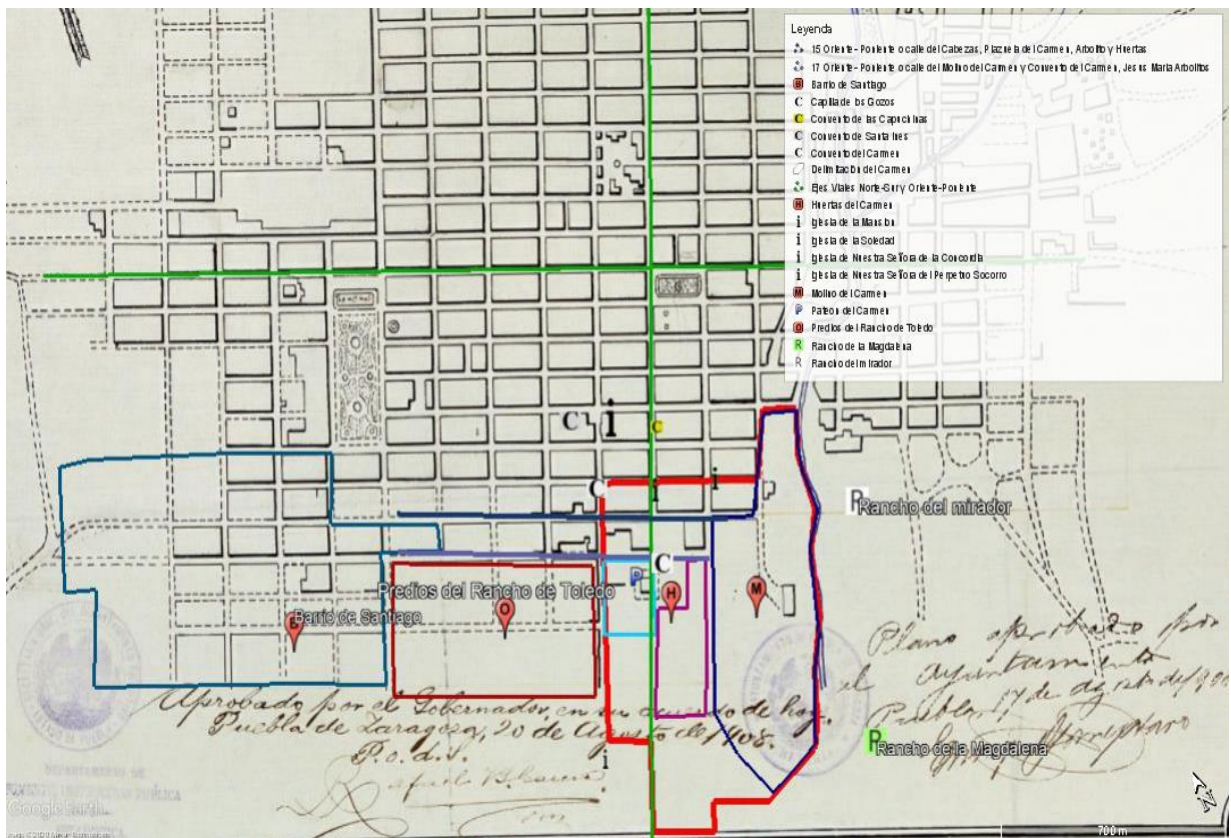 Leyenda
15 Oriente - Poniente o calle del Cabezas, Plazuela del Carmen, Arbolito y Huertas
17 Oriente - Poniente o calle del Molino del Carmen y Convento del Carmen, Jesus Maria Arbolitos
B Barrio de Santiago
C Capilla de los Gozos
C Convento de las Capuchinas
C Convento de Santa Ines
C Convento del Carmen
Delimitación del Carmen
Ejes Viales Norte-Sur y Oriente-Poniente
H Huertas del Carmen
i Iglesia de la Mansion
i Iglesia de la Soledad
i Iglesia de Nuestra Señora de la Concordia
i Iglesia de Nuestra Señora del Perpetuo Socorro
M Molino del Carmen
P Pateon del Carmen
O Predios del Rancho de Toledo
R Rancho de la Magdalena
R Rancho del mirador
C i C
C i i
Rancho del mirador
C
P H M
Predios del Rancho de Toledo
O
B Barrio de Santiago
Plano aprobado por
el Ayuntamiento
Puebla, 17 de
Aprobado por el Gobernador, en su acuerdo de hoy.
Puebla de Zaragoza, 20 de Agosto de 1908.
P.o.d.S.
Rancho de la Magdalena
i
DEPARTAMENTO DE
Google Earth
N
700 m